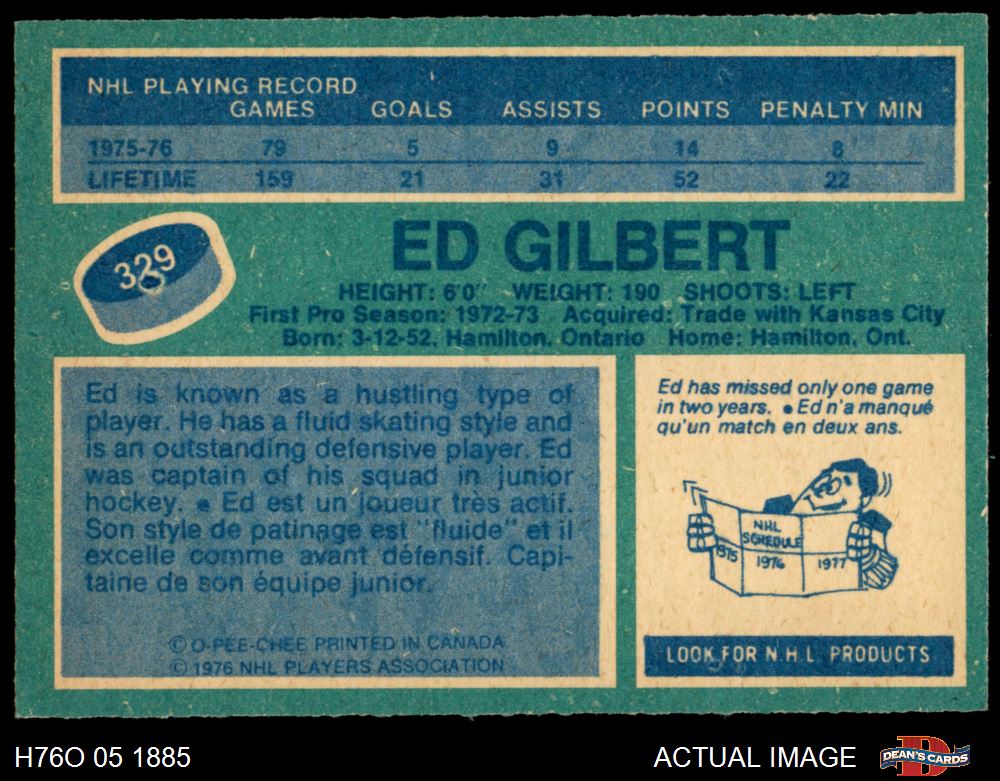 NHL PLAYING RECORD
GAMES GOALS ASSISTS POINTS PENALTY MIN
1975-76 79 5 9 14 8
LIFETIME 159 21 31 52 22
329
ED GILBERT
HEIGHT: 6'0" WEIGHT: 190 SHOOTS: LEFT
First Pro Season: 1972-73 Acquired: Trade with Kansas City
Born: 3-12-52, Hamilton, Ontario Home: Hamilton, Ont.
Ed is known as a hustling type of
player. He has a fluid skating style and
is an outstanding defensive player. Ed
was captain of his squad in junior
hockey. • Ed est un joueur très actif.
Son style de patinage est "fluide" et il
excelle comme avant défensif. Capi-
taine de son équipe junior.
© O-PEE-CHEE PRINTED IN CANADA
© 1976 NHL PLAYERS ASSOCIATION
Ed has missed only one game
in two years. • Ed n'a manqué
qu'un match en deux ans.
NHL
SCHEDULE
1975 1976 1977
LOOK FOR N.H.L PRODUCTS
H76O 05 1885
ACTUAL IMAGE
DEAN'S CARDS